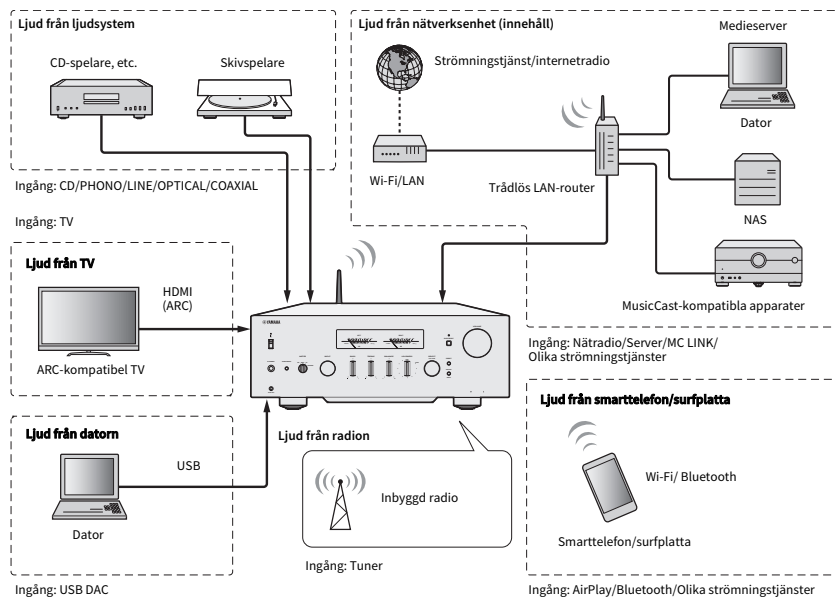 Ljud från ljudsystem
CD-spelare, etc.
Skivspelare
Ingång: CD/PHONO/LINE/OPTICAL/COAXIAL
Ljud från nätverksenhet (innehåll)
Strömningstjänst/internetradio
Medieserver
Dator
Wi-Fi/LAN
Trådlös LAN-router
NAS
MusicCast-kompatibla apparater
Ingång: Nätradio/Server/MC LINK/
Olika strömningstjänster
Ingång: TV
Ljud från TV
HDMI
(ARC)
ARC-kompatibel TV
YAMAHA
Ljud från datorn
USB
Dator
Ingång: USB DAC
Ljud från radion
Inbyggd radio
Ingång: Tuner
Ljud från smarttelefon/surfplatta
Wi-Fi/ Bluetooth
Smarttelefon/surfplatta
Ingång: AirPlay/Bluetooth/Olika strömningstjänster